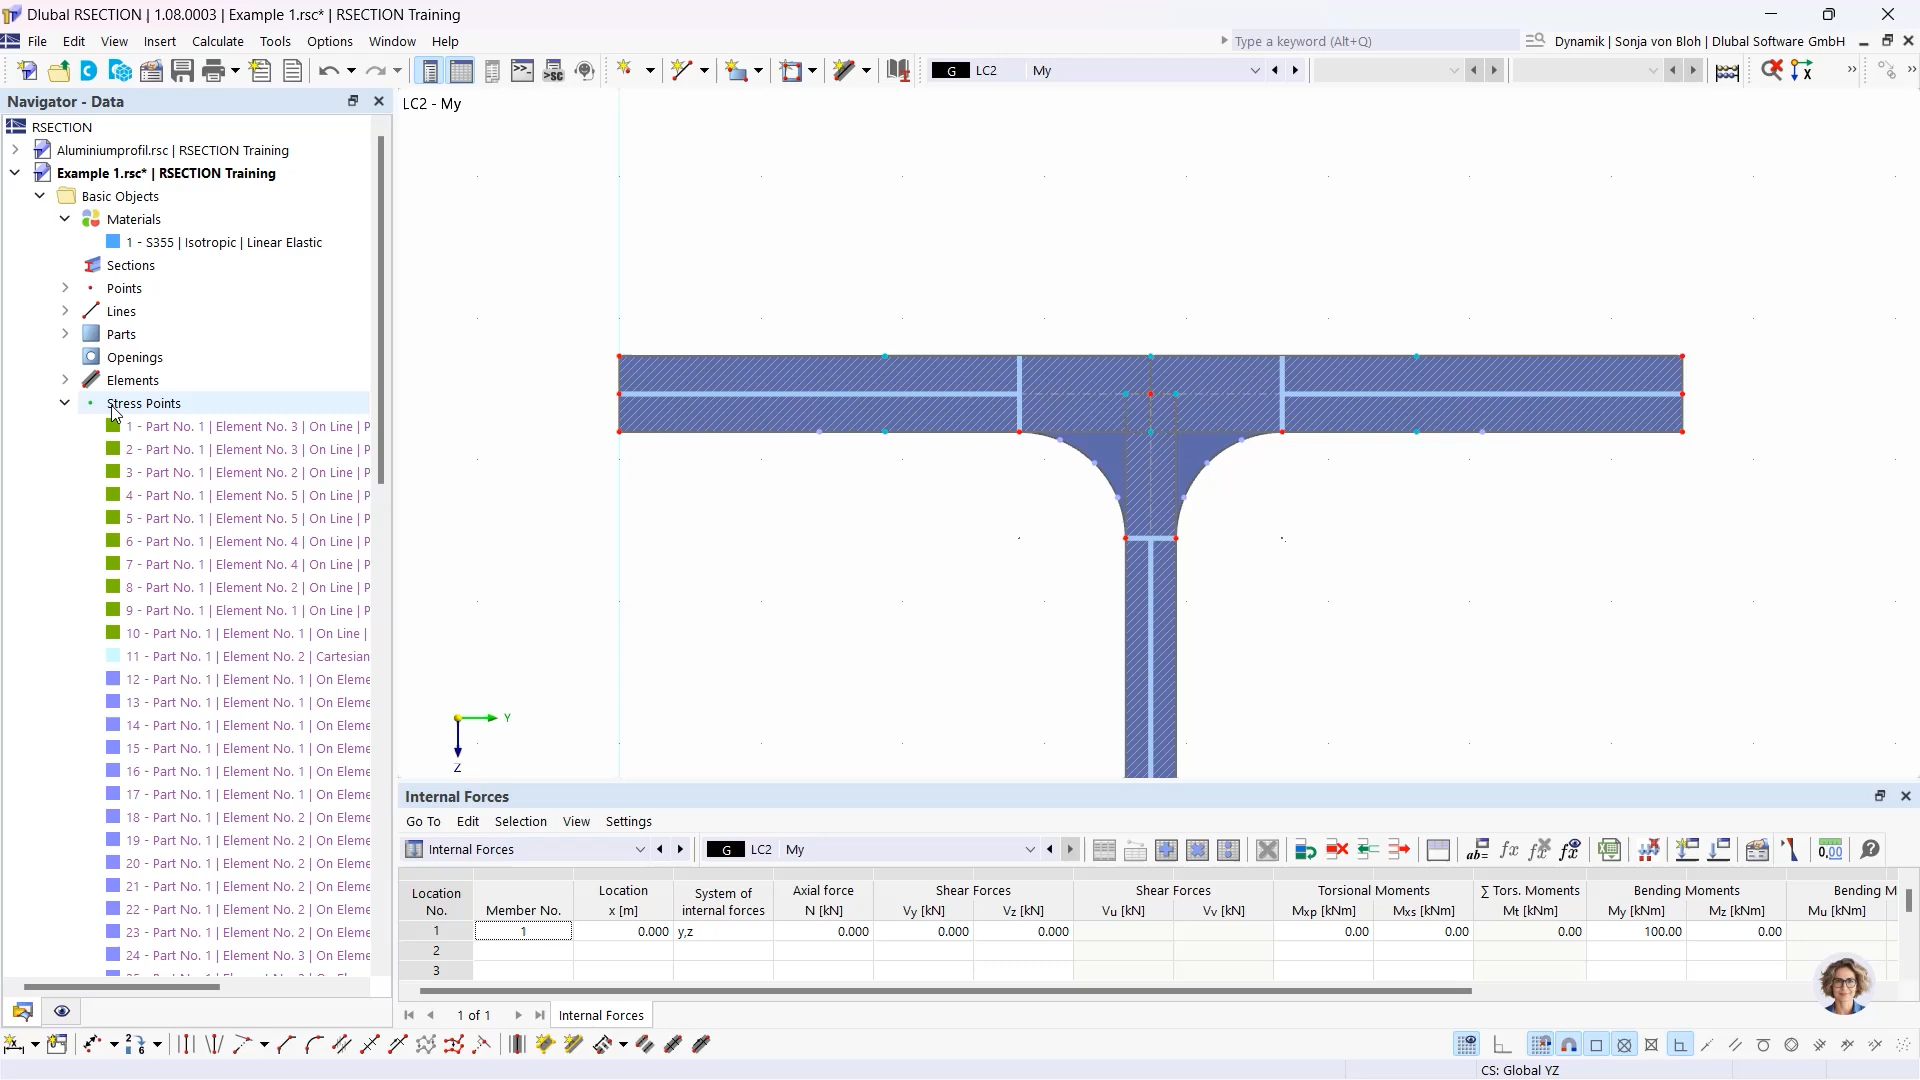 Dlubal RSECTION | 1.08.0003 | Example 1.rsc* | RSECTION Training
File Edit View Insert Calculate Tools Options Window Help
Type a keyword (Alt+Q)
Dynamik | Sonja von Bloh | Dlubal Software GmbH
G LC2 My
Navigator - Data
LC2 - My
RSECTION
Aluminiumprofil.rsc | RSECTION Training
Example 1.rsc* | RSECTION Training
Basic Objects
Materials
1 - S355 | Isotropic | Linear Elastic
Sections
Points
Lines
Parts
Openings
Elements
Stress Points
1 - Part No. 1 | Element No. 3 | On Line | P
2 - Part No. 1 | Element No. 3 | On Line | P
3 - Part No. 1 | Element No. 2 | On Line | P
4 - Part No. 1 | Element No. 5 | On Line | P
5 - Part No. 1 | Element No. 5 | On Line | P
6 - Part No. 1 | Element No. 4 | On Line | P
7 - Part No. 1 | Element No. 4 | On Line | P
8 - Part No. 1 | Element No. 2 | On Line | P
9 - Part No. 1 | Element No. 1 | On Line | P
10 - Part No. 1 | Element No. 1 | On Line |
11 - Part No. 1 | Element No. 2 | Cartesian
12 - Part No. 1 | Element No. 1 | On Eleme
13 - Part No. 1 | Element No. 1 | On Eleme
14 - Part No. 1 | Element No. 1 | On Eleme
15 - Part No. 1 | Element No. 1 | On Eleme
16 - Part No. 1 | Element No. 1 | On Eleme
17 - Part No. 1 | Element No. 1 | On Eleme
18 - Part No. 1 | Element No. 2 | On Eleme
19 - Part No. 1 | Element No. 2 | On Eleme
20 - Part No. 1 | Element No. 2 | On Eleme
21 - Part No. 1 | Element No. 2 | On Eleme
22 - Part No. 1 | Element No. 2 | On Eleme
23 - Part No. 1 | Element No. 2 | On Eleme
24 - Part No. 1 | Element No. 3 | On Eleme
Y
Z
Internal Forces
Go To Edit Selection View Settings
Internal Forces
G LC2 My
Location Location System of Axial force Shear Forces Shear Forces Torsional Moments ∑ Tors. Moments Bending Moments Bending M
No. Member No. x [m] internal forces N [kN] Vy [kN] Vz [kN] Vu [kN] Vv [kN] Mxp [kNm] Mxs [kNm] Mt [kNm] My [kNm] Mz [kNm] Mu [kNm]
1 1 0.000 y,z 0.000 0.000 0.000 0.00 0.00 0.00 100.00 0.00
2
3
1 of 1 Internal Forces
CS: Global YZ